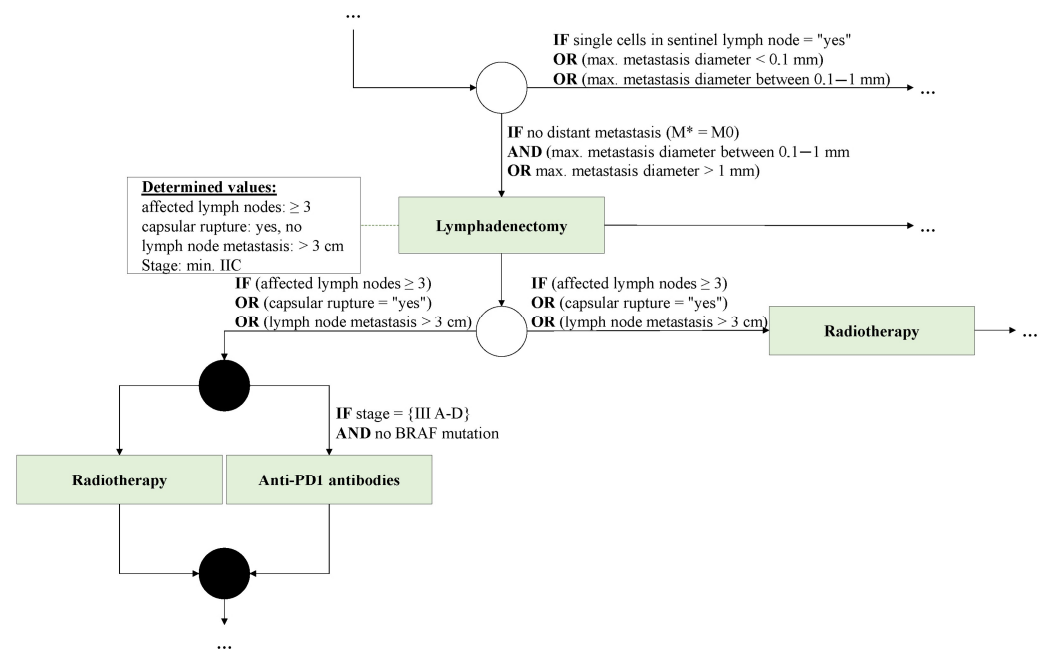 ...
IF single cells in sentinel lymph node = "yes"
OR (max. metastasis diameter < 0.1 mm)
OR (max. metastasis diameter between 0.1—1 mm)
...
IF no distant metastasis (M* = M0)
AND (max. metastasis diameter between 0.1—1 mm
OR max. metastasis diameter > 1 mm)
Determined values:
affected lymph nodes: ≥ 3
capsular rupture: yes, no
lymph node metastasis: > 3 cm
Stage: min. IIC
Lymphadenectomy
...
IF (affected lymph nodes ≥ 3)
OR (capsular rupture = "yes")
OR (lymph node metastasis > 3 cm)
IF (affected lymph nodes ≥ 3)
OR (capsular rupture = "yes")
OR (lymph node metastasis > 3 cm)
Radiotherapy
...
IF stage = {III A-D}
AND no BRAF mutation
Radiotherapy
Anti-PD1 antibodies
...